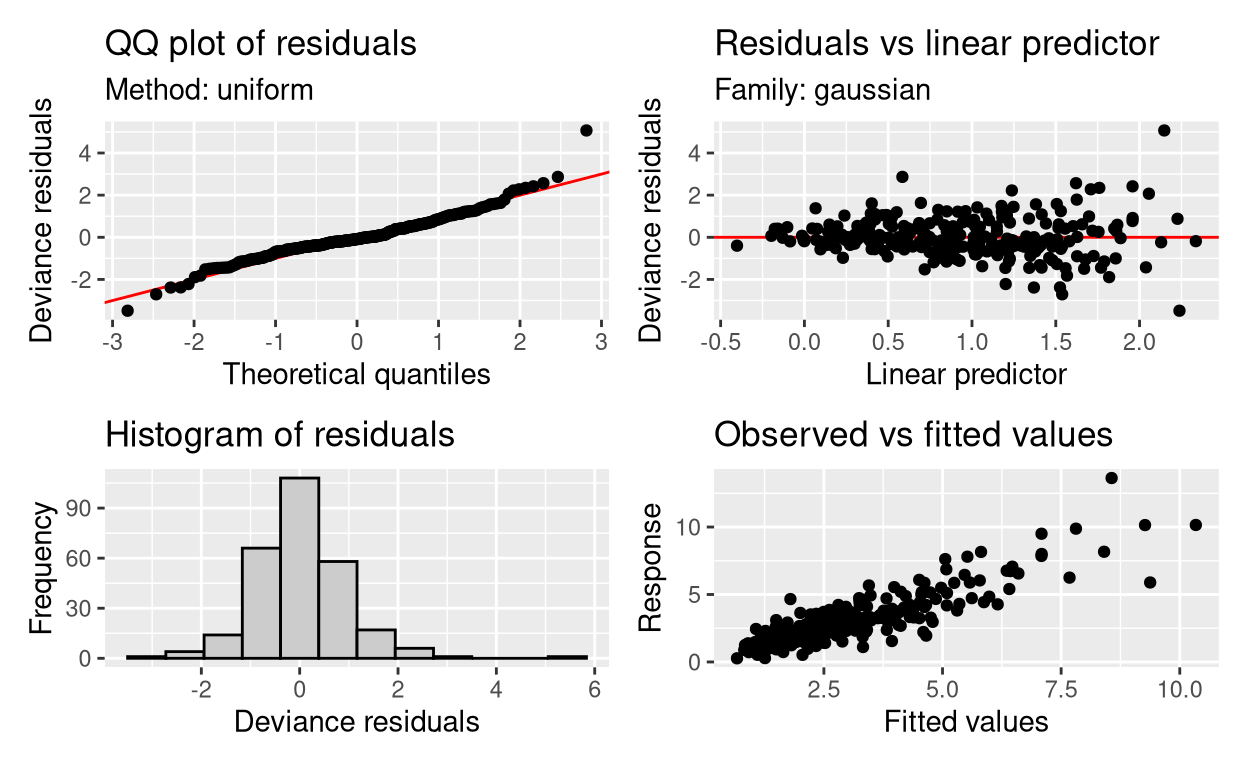 QQ plot of residuals
Method: uniform
Deviance residuals
4
2
0
-2
-3 -2 -1 0 1 2 3
Theoretical quantiles
Residuals vs linear predictor
Family: gaussian
Deviance residuals
4
2
0
-2
-0.5 0.0 0.5 1.0 1.5 2.0
Linear predictor
Histogram of residuals
Frequency
90
60
30
0
-2 0 2 4 6
Deviance residuals
Observed vs fitted values
Response
10
5
0
2.5 5.0 7.5 10.0
Fitted values